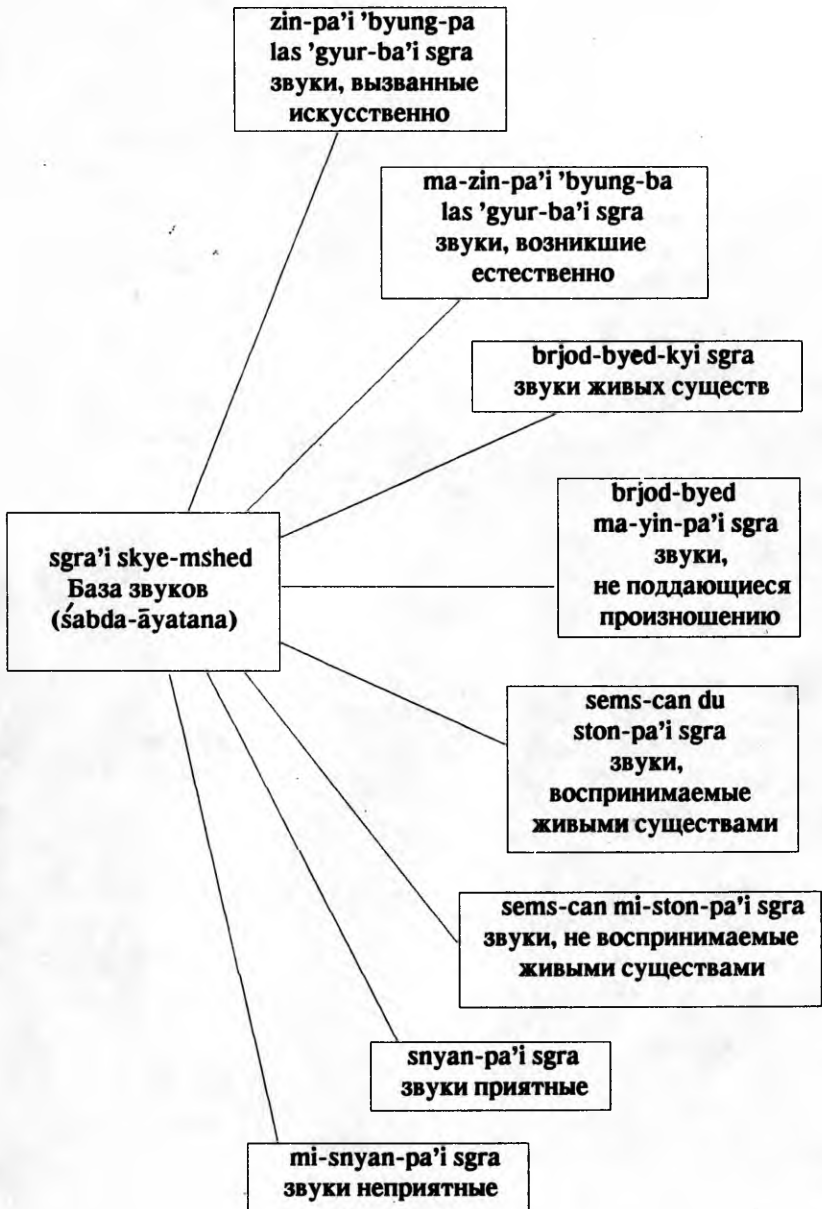 zin-pa'i 'byung-pa
las 'gyur-ba'i sgra
звуки, вызванные
искусственно
ma-zin-pa'i 'byung-ba
las 'gyur-ba'i sgra
звуки, возникшие
естественно
brjod-byed-kyi sgra
звуки живых существ
brjod-byed
ma-yin-pa'i sgra
звуки,
не поддающиеся
произношению
sgra'i skye-mshed
База звуков
(śabda-āyatana)
sems-can du
ston-pa'i sgra
звуки,
воспринимаемые
живыми существами
sems-can mi-ston-pa'i sgra
звуки, не воспринимаемые
живыми существами
snyan-pa'i sgra
звуки приятные
mi-snyan-pa'i sgra
звуки неприятные